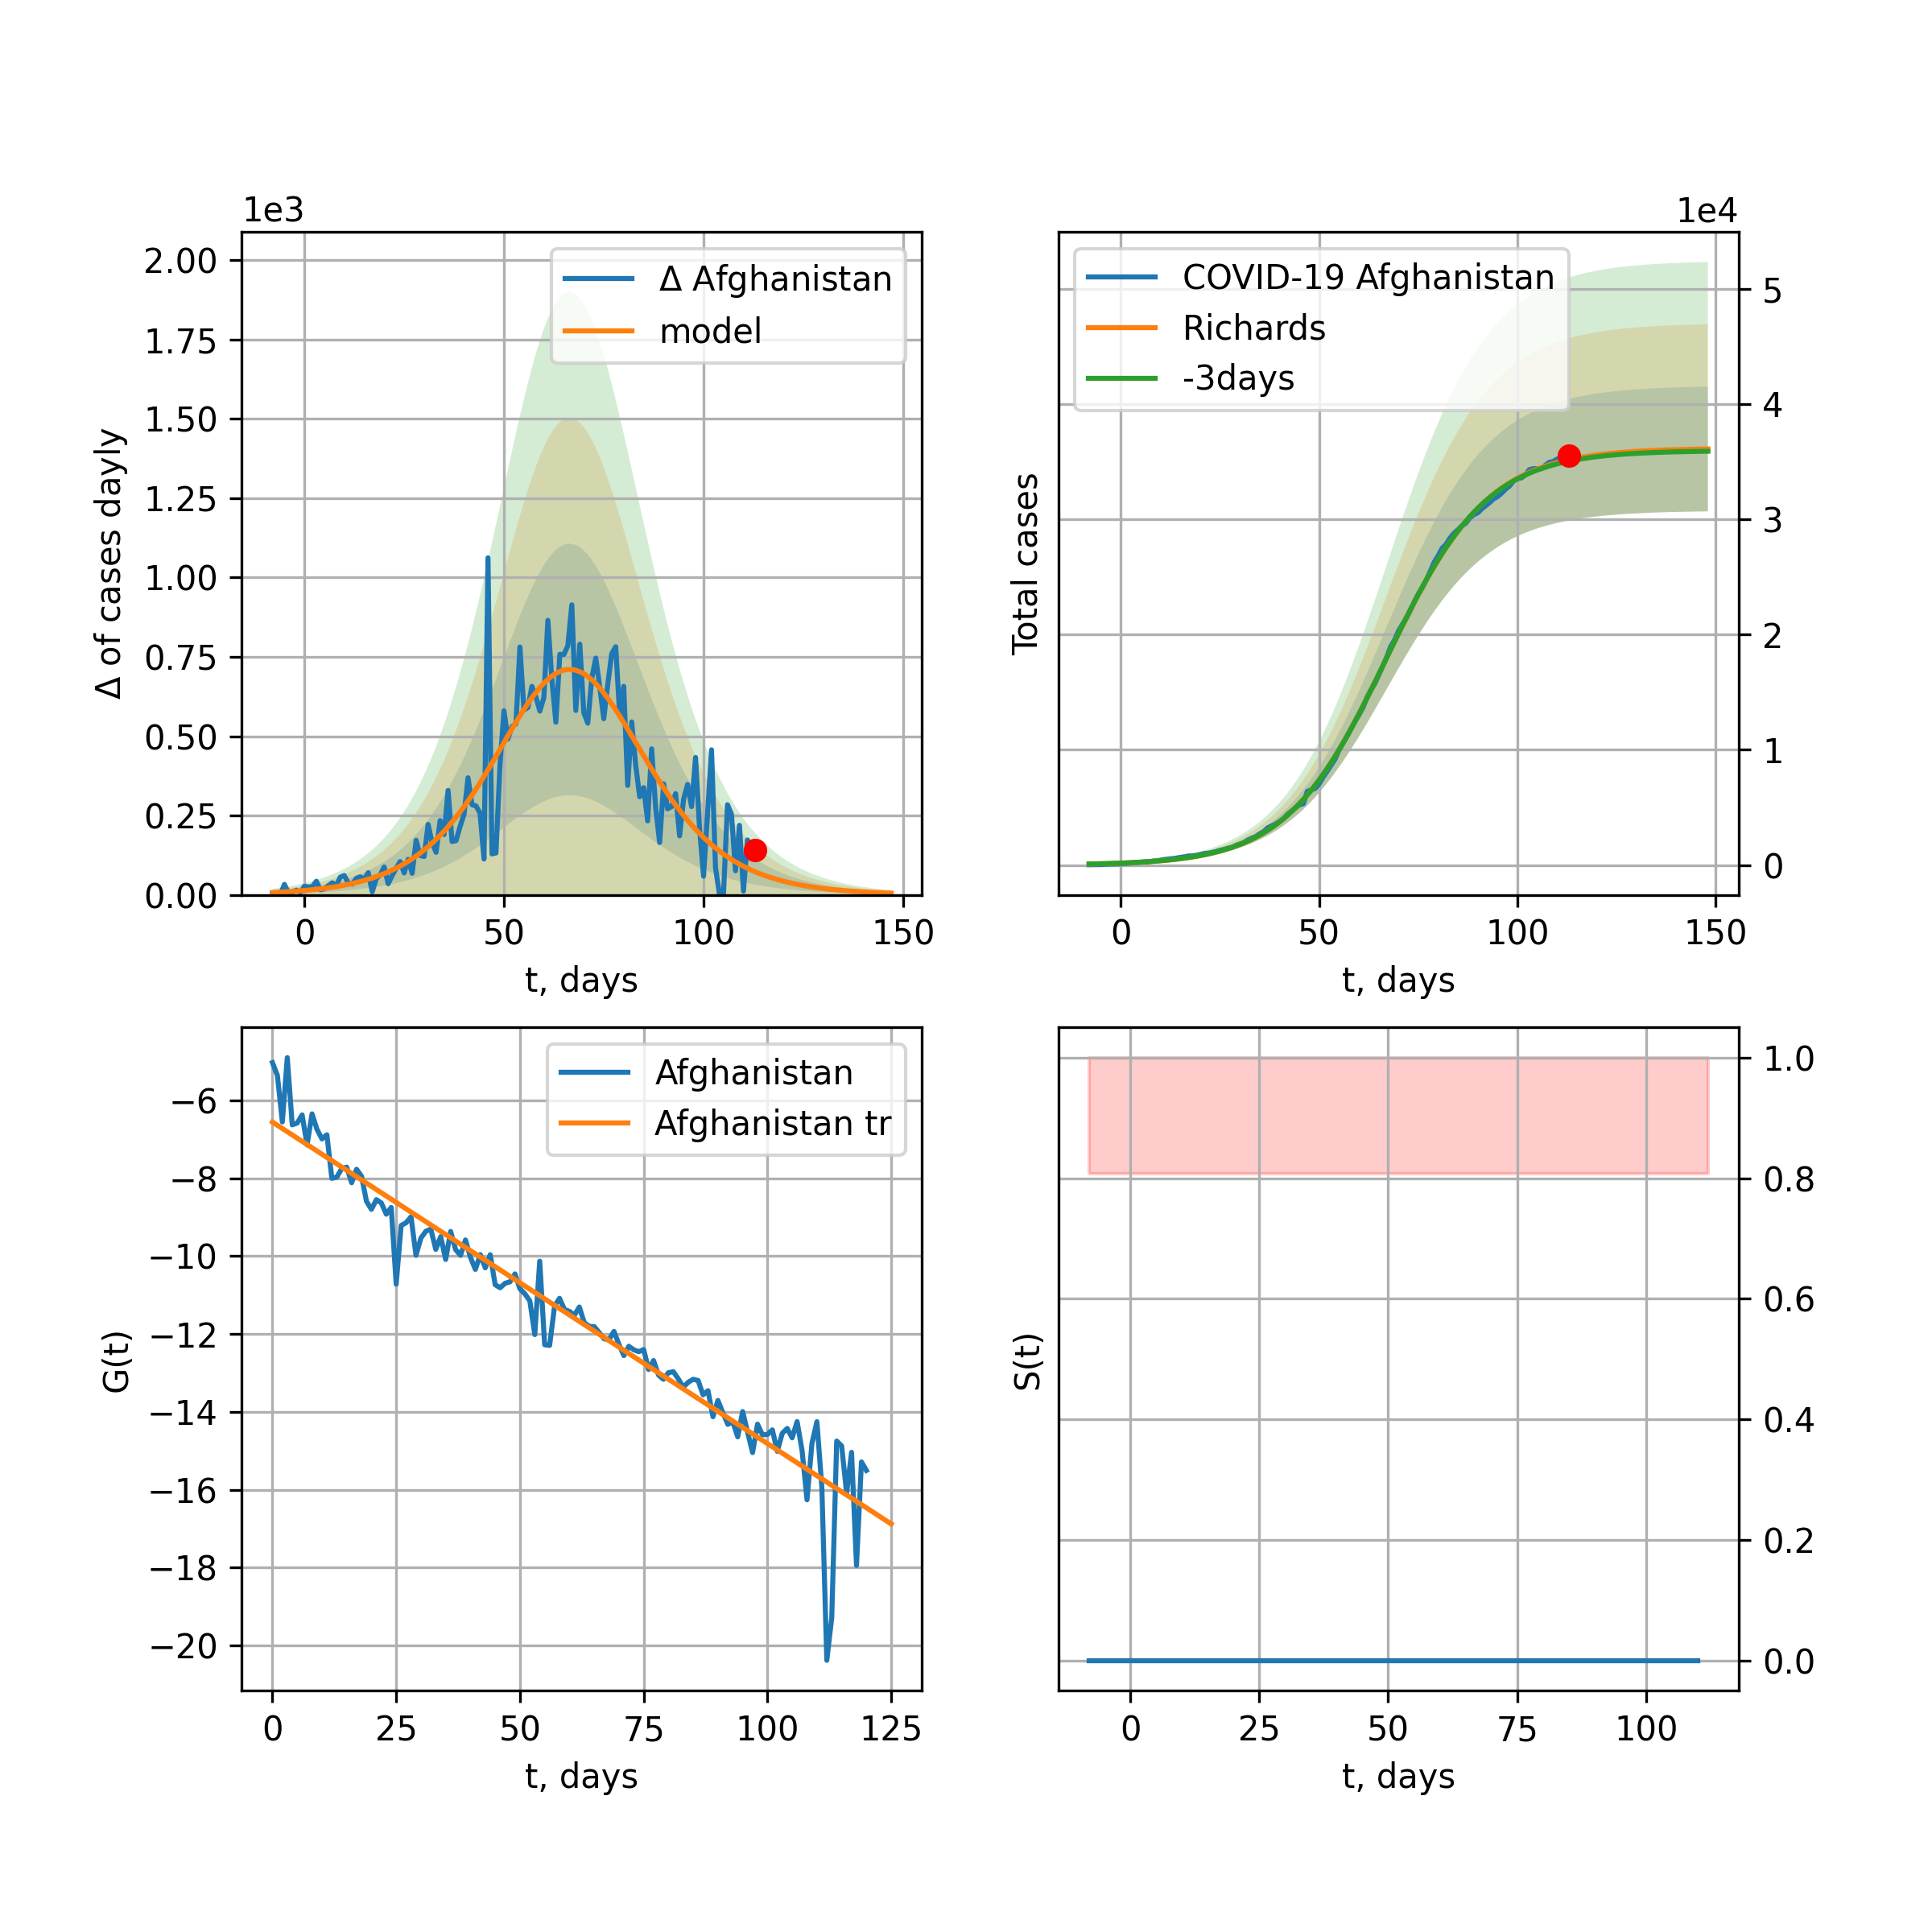 1e3
2.00
1.75
1.50
1.25
1.00
0.75
0.50
0.25
0.00
Δ of cases dayly
Δ Afghanistan
model
0 50 100 150
t, days
1e4
COVID-19 Afghanistan
Richards
-3days
Total cases
5
4
3
2
1
0
0 50 100 150
t, days
Afghanistan
Afghanistan tr
−6
−8
−10
−12
−14
−16
−18
−20
G(t)
0 25 50 75 100 125
t, days
S(t)
1.0
0.8
0.6
0.4
0.2
0.0
0 25 50 75 100
t, days